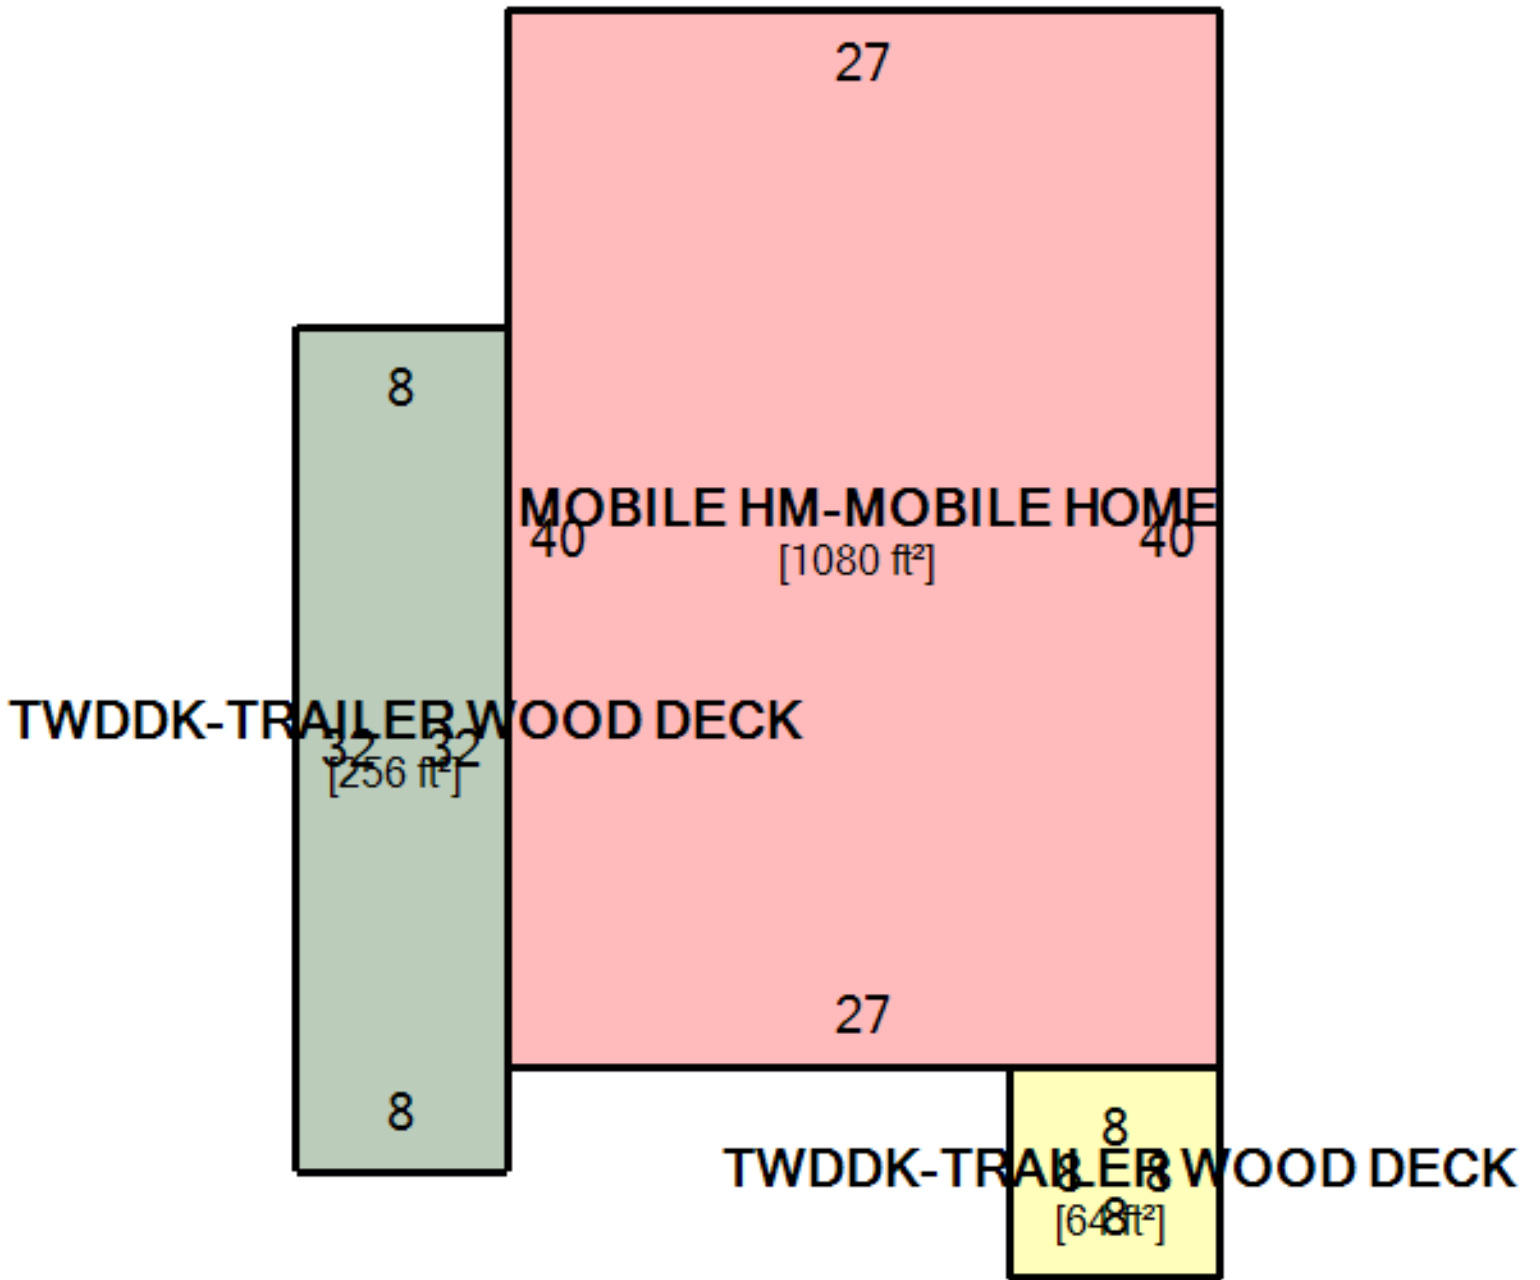 27
8
MOBILE HM-MOBILE HOME
40 40
[1080 ft²]
TWDDK-TRAILER WOOD DECK
32 32
[256 ft²]
27
8
8
TWDDK-TRAILER WOOD DECK
8 8
[64 ft²]
8